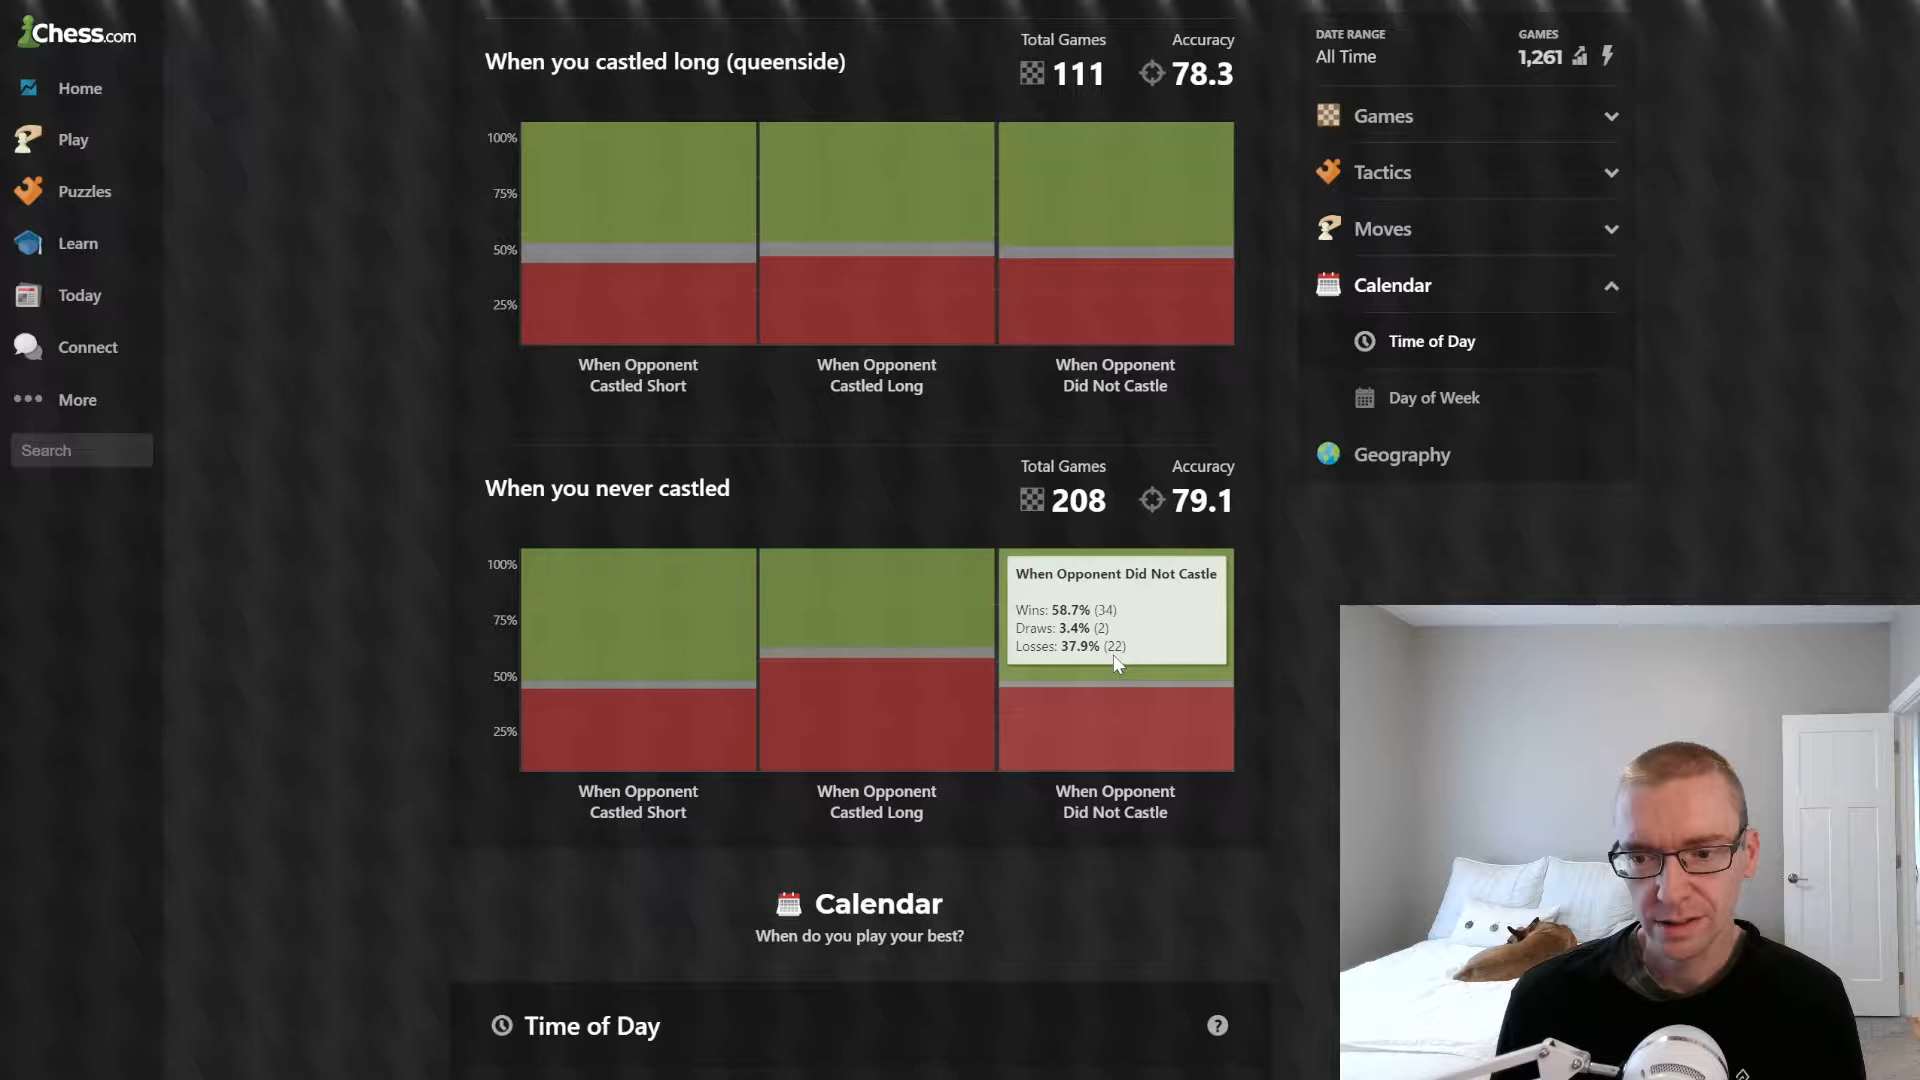 Chess.com
Home
Play
Puzzles
Learn
Today
Connect
More
Search
When you castled long (queenside)
Total Games
111
Accuracy
78.3
100%
75%
50%
25%
When Opponent
Castled Short
When Opponent
Castled Long
When Opponent
Did Not Castle
When you never castled
Total Games
208
Accuracy
79.1
100%
75%
50%
25%
When Opponent Did Not Castle
Wins: 58.7% (34)
Draws: 3.4% (2)
Losses: 37.9% (22)
When Opponent
Castled Short
When Opponent
Castled Long
When Opponent
Did Not Castle
Calendar
When do you play your best?
Time of Day
?
DATE RANGE
All Time
GAMES
1,261
Games
Tactics
Moves
Calendar
Time of Day
Day of Week
Geography